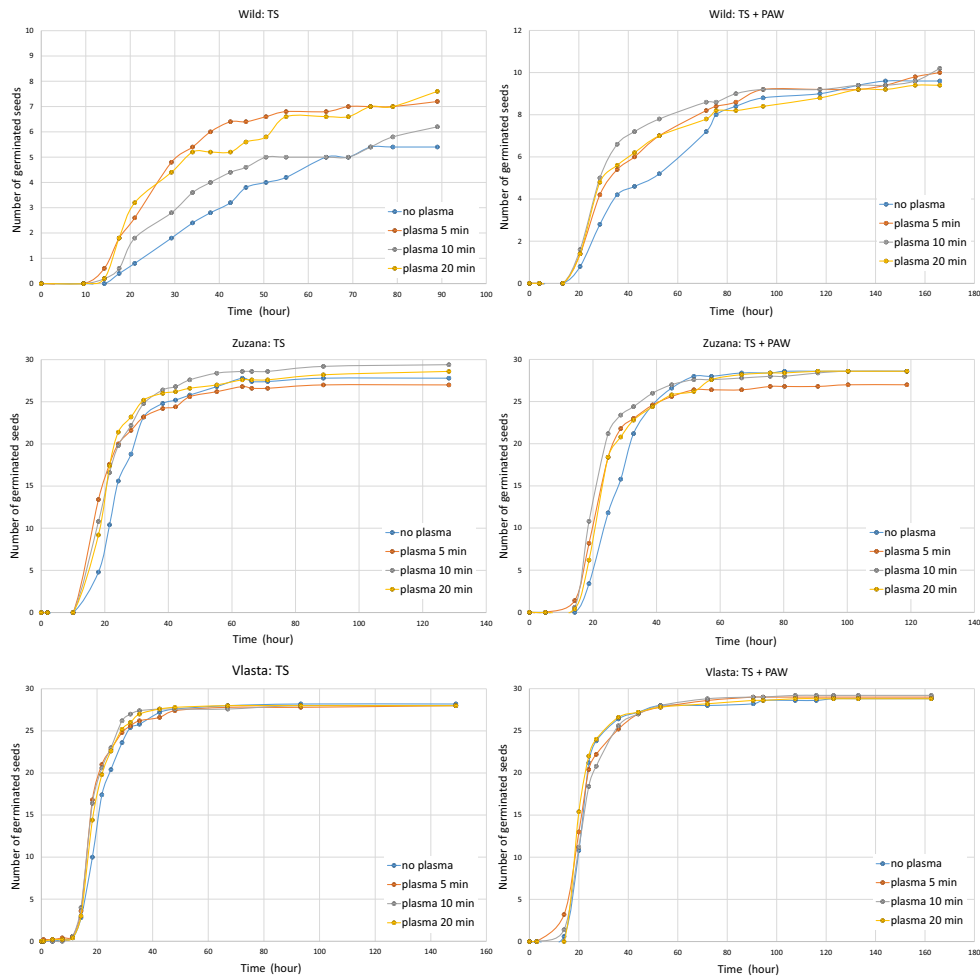 Wild: TS
Number of germinated seeds
10
9
8
7
6
5
4
3
2
1
0
no plasma
plasma 5 min
plasma 10 min
plasma 20 min
0 10 20 30 40 50 60 70 80 90 100
Time (hour)
Wild: TS + PAW
Number of germinated seeds
12
10
8
6
4
2
0
no plasma
plasma 5 min
plasma 10 min
plasma 20 min
0 20 40 60 80 100 120 140 160 180
Time (hour)
Zuzana: TS
Number of germinated seeds
30
25
20
15
10
5
0
no plasma
plasma 5 min
plasma 10 min
plasma 20 min
0 20 40 60 80 100 120 140
Time (hour)
Zuzana: TS + PAW
Number of germinated seeds
30
25
20
15
10
5
0
no plasma
plasma 5 min
plasma 10 min
plasma 20 min
0 20 40 60 80 100 120 140
Time (hour)
Vlasta: TS
Number of germinated seeds
30
25
20
15
10
5
0
no plasma
plasma 5 min
plasma 10 min
plasma 20 min
0 20 40 60 80 100 120 140 160
Time (hour)
Vlasta: TS + PAW
Number of germinated seeds
30
25
20
15
10
5
0
no plasma
plasma 5 min
plasma 10 min
plasma 20 min
0 20 40 60 80 100 120 140 160 180
Time (hour)